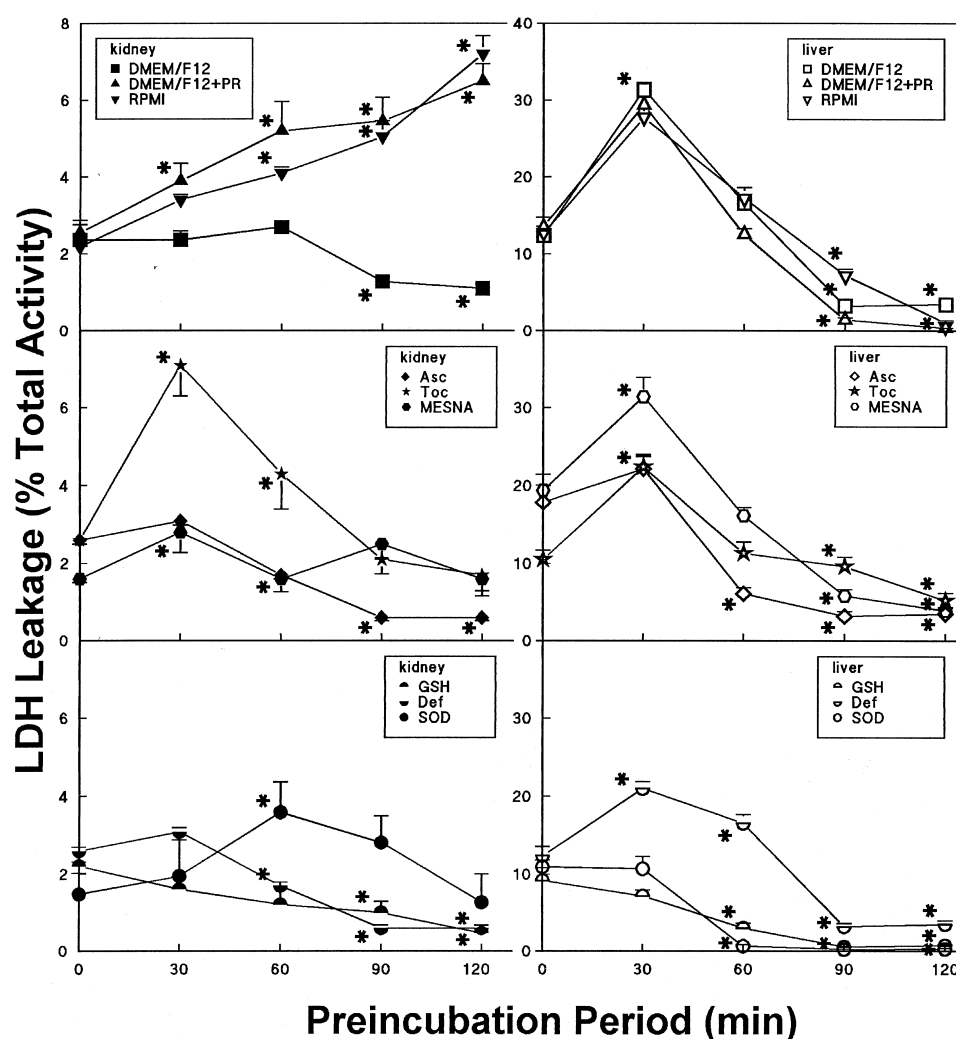 LDH Leakage (% Total Activity)
8
6
4
2
0
kidney
DMEM/F12
DMEM/F12+PR
RPMI
40
30
20
10
0
liver
DMEM/F12
DMEM/F12+PR
RPMI
6
4
2
0
kidney
Asc
Toc
MESNA
30
20
10
0
liver
Asc
Toc
MESNA
6
4
2
0
kidney
GSH
Def
SOD
30
20
10
0
liver
GSH
Def
SOD
0 30 60 90 120
0 30 60 90 120
Preincubation Period (min)